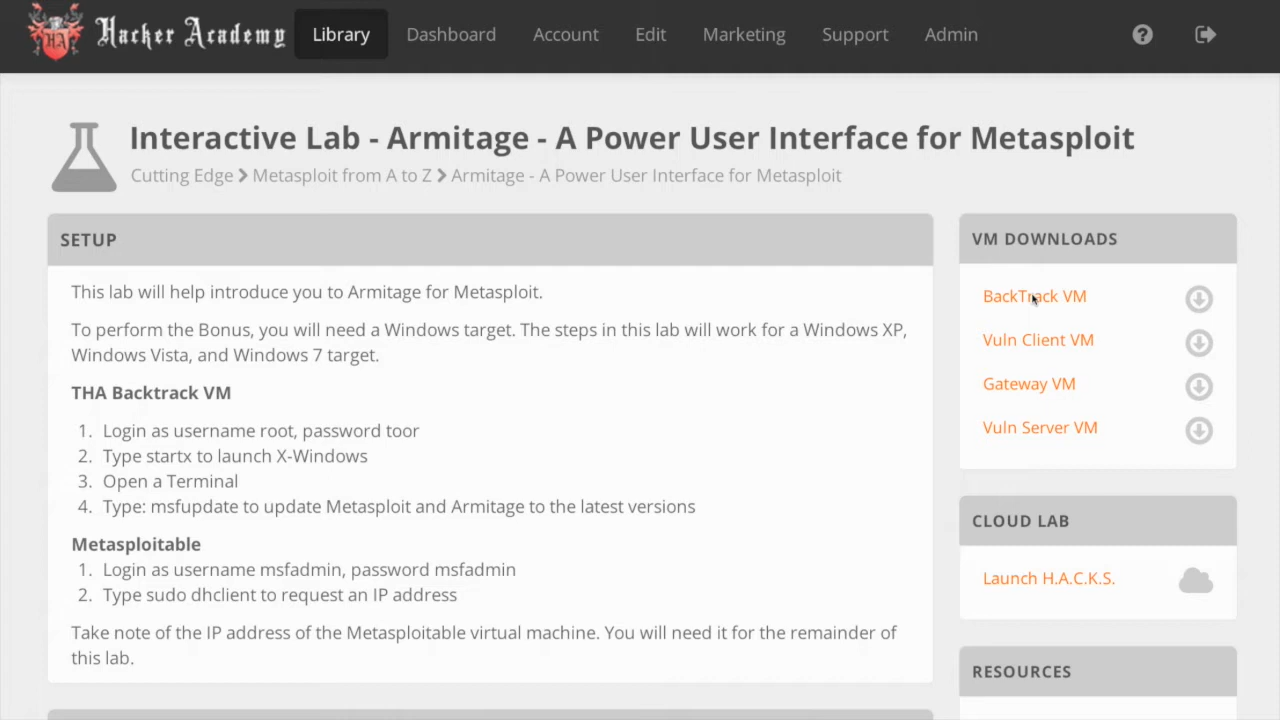 HA
Hacker Academy
Library
Dashboard
Account
Edit
Marketing
Support
Admin
?
Interactive Lab - Armitage - A Power User Interface for Metasploit
Cutting Edge > Metasploit from A to Z > Armitage - A Power User Interface for Metasploit
SETUP
This lab will help introduce you to Armitage for Metasploit.
To perform the Bonus, you will need a Windows target. The steps in this lab will work for a Windows XP,
Windows Vista, and Windows 7 target.
THA Backtrack VM
1. Login as username root, password toor
2. Type startx to launch X-Windows
3. Open a Terminal
4. Type: msfupdate to update Metasploit and Armitage to the latest versions
Metasploitable
1. Login as username msfadmin, password msfadmin
2. Type sudo dhclient to request an IP address
Take note of the IP address of the Metasploitable virtual machine. You will need it for the remainder of
this lab.
VM DOWNLOADS
BackTrack VM
Vuln Client VM
Gateway VM
Vuln Server VM
CLOUD LAB
Launch H.A.C.K.S.
RESOURCES